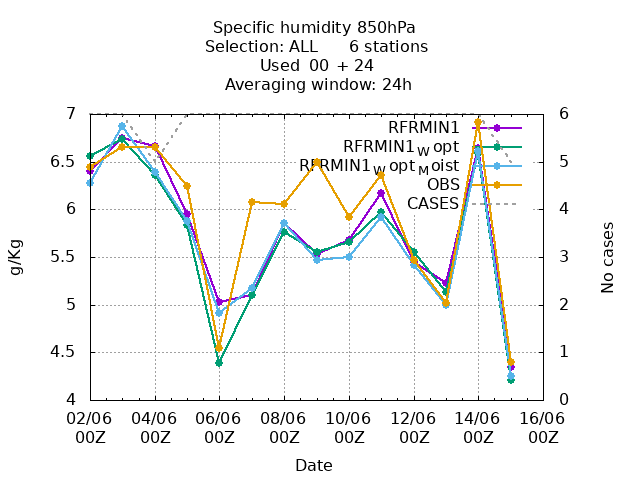 Specific humidity 850hPa
Selection: ALL 6 stations
Used 00 + 24
Averaging window: 24h
7
6.5
6
5.5
5
4.5
4
g/Kg
RFRMIN1
RFRMIN1_W opt
RFRMIN1_W opt_M oist
OBS
CASES
6
5
4
3
2
1
0
No cases
02/06 04/06 06/06 08/06 10/06 12/06 14/06 16/06
00Z 00Z 00Z 00Z 00Z 00Z 00Z 00Z
Date